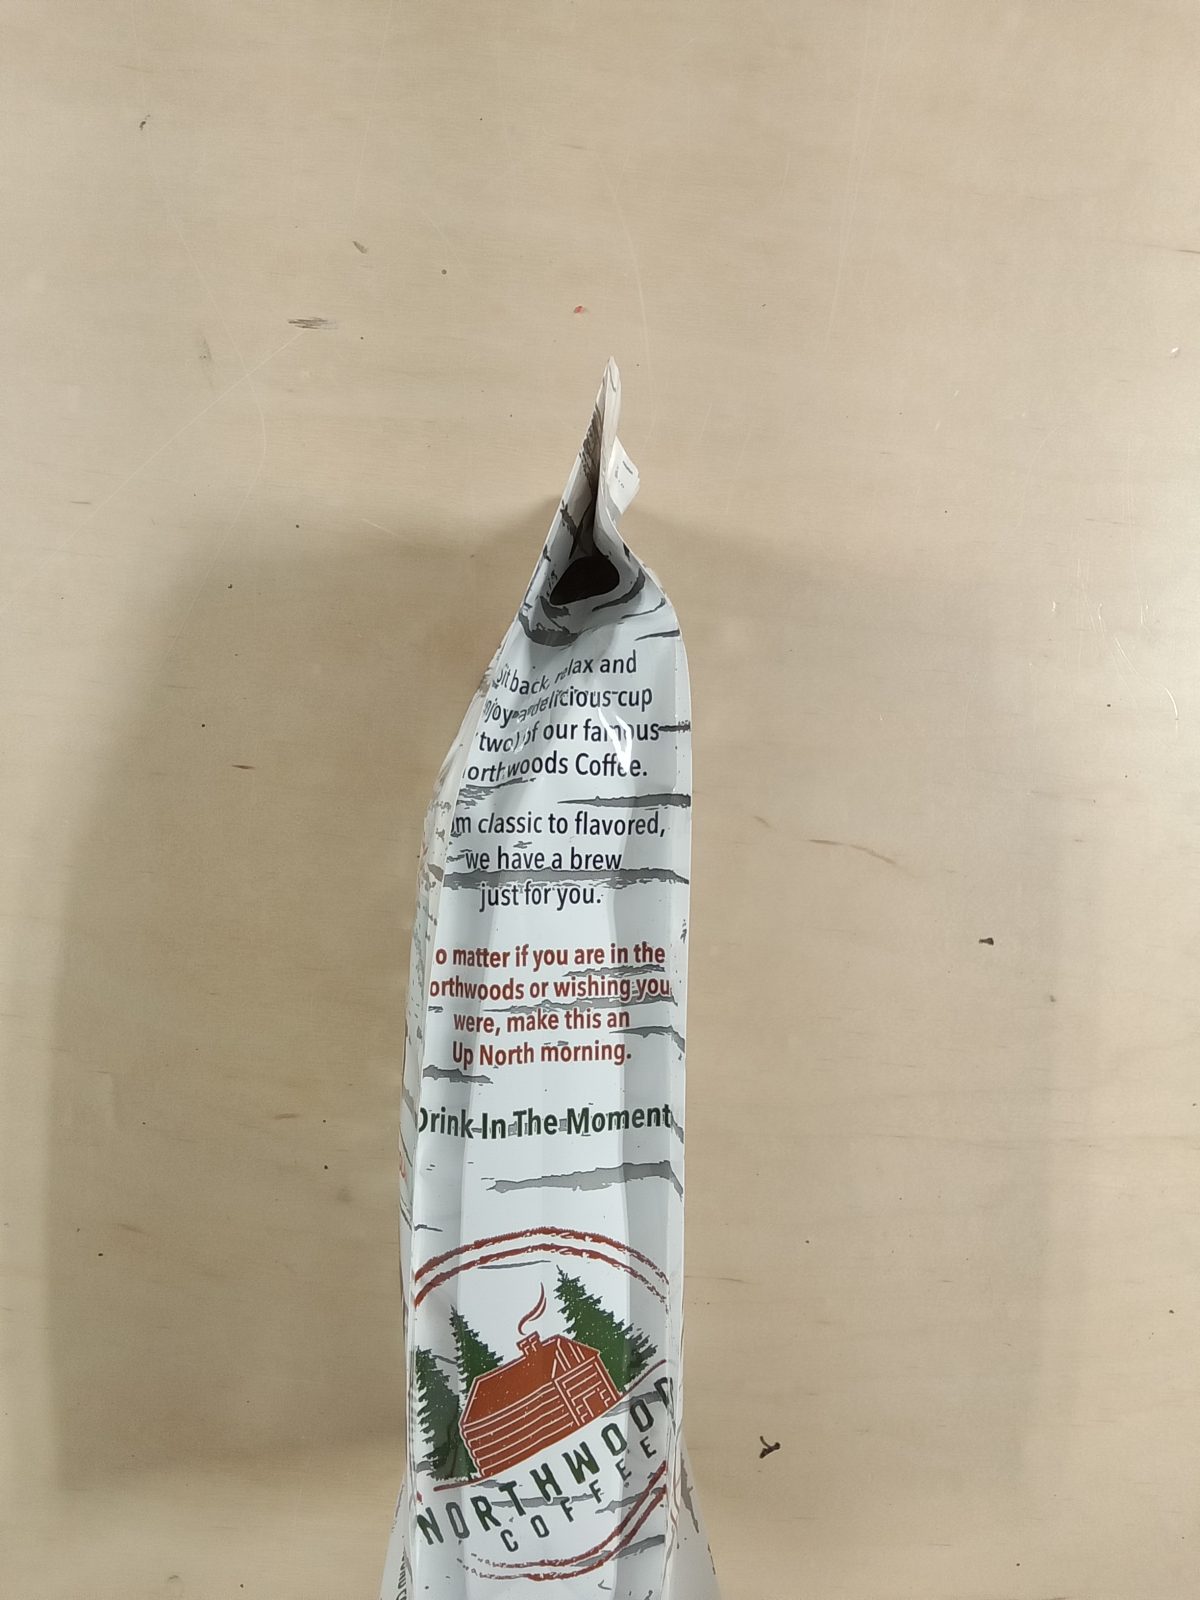 back, relax and
delicious cup
two) of our famous
orthwoods Coffee.
m classic to flavored,
we have a brew
just for you.
o matter if you are in the
orthwoods or wishing you
were, make this an
Up North morning.
Drink In The Moment
NORTHWOOD
COFFEE